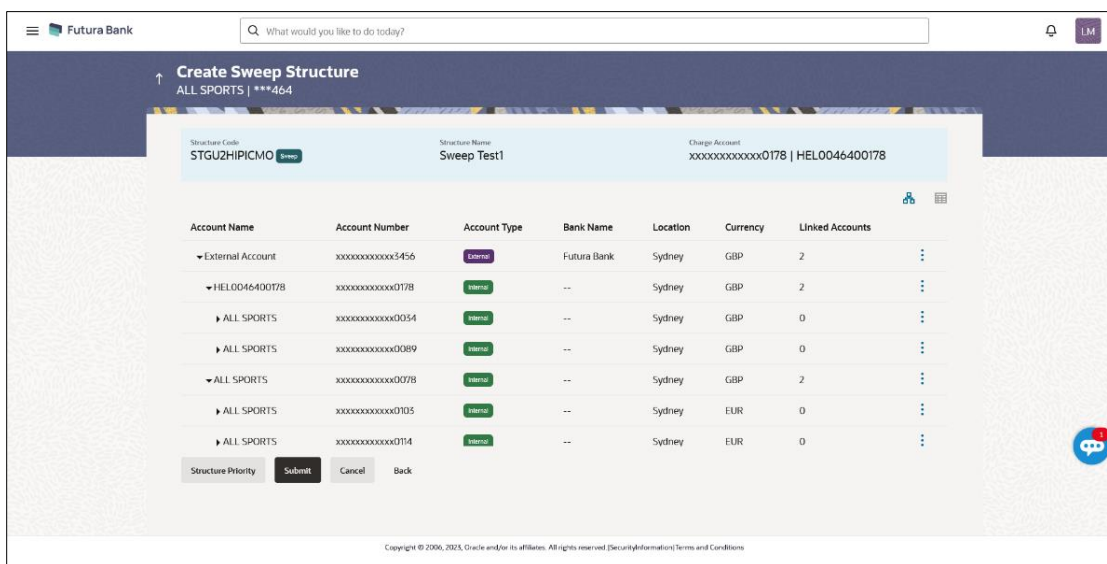 Futura Bank
What would you like to do today?
LM
Create Sweep Structure
ALL SPORTS | ***464
Structure Code
STGU2HIPICMO Sweep
Structure Name
Sweep Test1
Charge Account
xxxxxxxxxxxx0178 | HEL0046400178
Account Name Account Number Account Type Bank Name Location Currency Linked Accounts
External Account xxxxxxxxxxxx3456 External Futura Bank Sydney GBP 2
HEL0046400178 xxxxxxxxxxxx0178 Internal -- Sydney GBP 2
ALL SPORTS xxxxxxxxxxxx0034 Internal -- Sydney GBP 0
ALL SPORTS xxxxxxxxxxxx0089 Internal -- Sydney GBP 0
ALL SPORTS xxxxxxxxxxxx0078 Internal -- Sydney GBP 2
ALL SPORTS xxxxxxxxxxxx0103 Internal -- Sydney EUR 0
ALL SPORTS xxxxxxxxxxxx0114 Internal -- Sydney EUR 0
1
Structure Priority Submit Cancel Back
Copyright © 2006, 2023, Oracle and/or its affiliates. All rights reserved.|SecurityInformation|Terms and Conditions